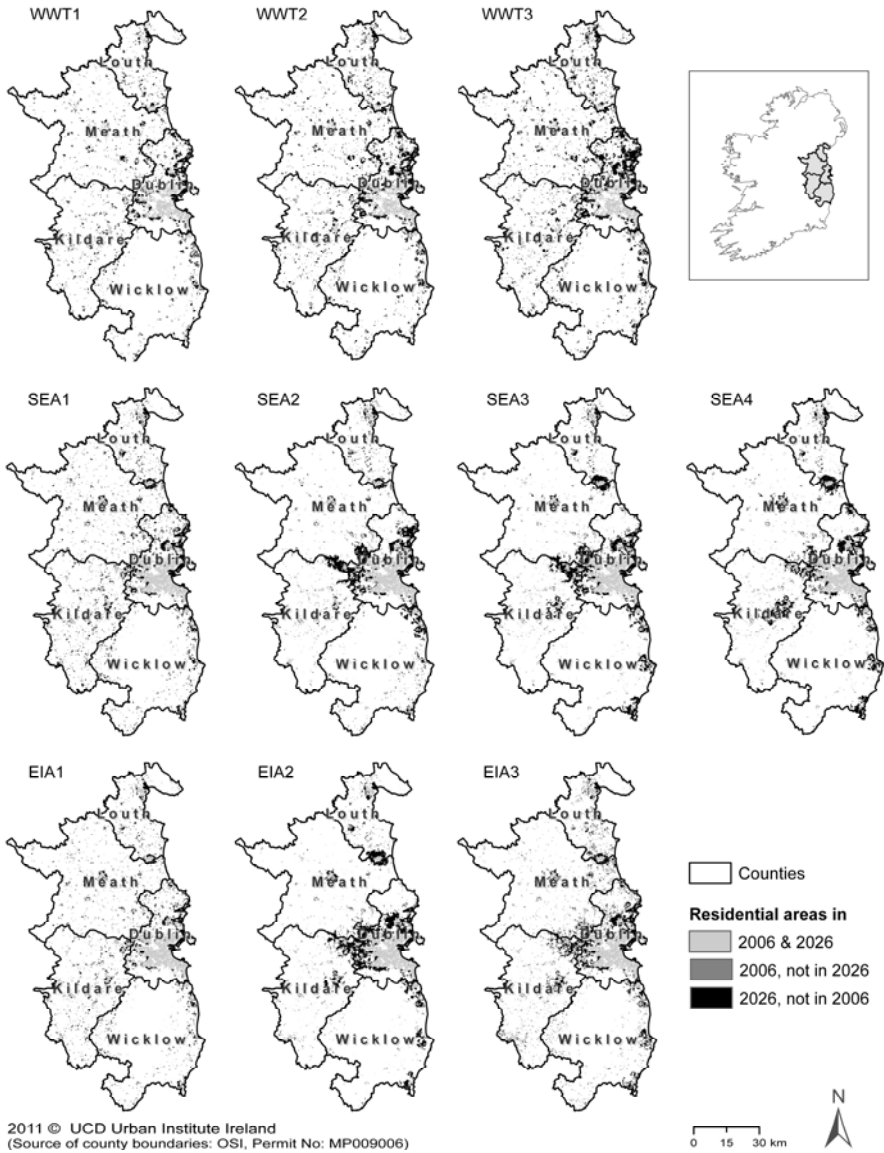 WWT1
WWT2
WWT3
Louth
Meath
Dublin
Kildare
Wicklow
Louth
Meath
Dublin
Kildare
Wicklow
Louth
Meath
Dublin
Kildare
Wicklow
SEA1
SEA2
SEA3
SEA4
Louth
Meath
Dublin
Kildare
Wicklow
Louth
Meath
Dublin
Kildare
Wicklow
Louth
Meath
Dublin
Kildare
Wicklow
Louth
Meath
Dublin
Kildare
Wicklow
EIA1
EIA2
EIA3
Louth
Meath
Dublin
Kildare
Wicklow
Louth
Meath
Dublin
Kildare
Wicklow
Louth
Meath
Dublin
Kildare
Wicklow
Counties
Residential areas in
2006 & 2026
2006, not in 2026
2026, not in 2006
N
0 15 30 km
2011 © UCD Urban Institute Ireland
(Source of county boundaries: OSI, Permit No: MP009006)